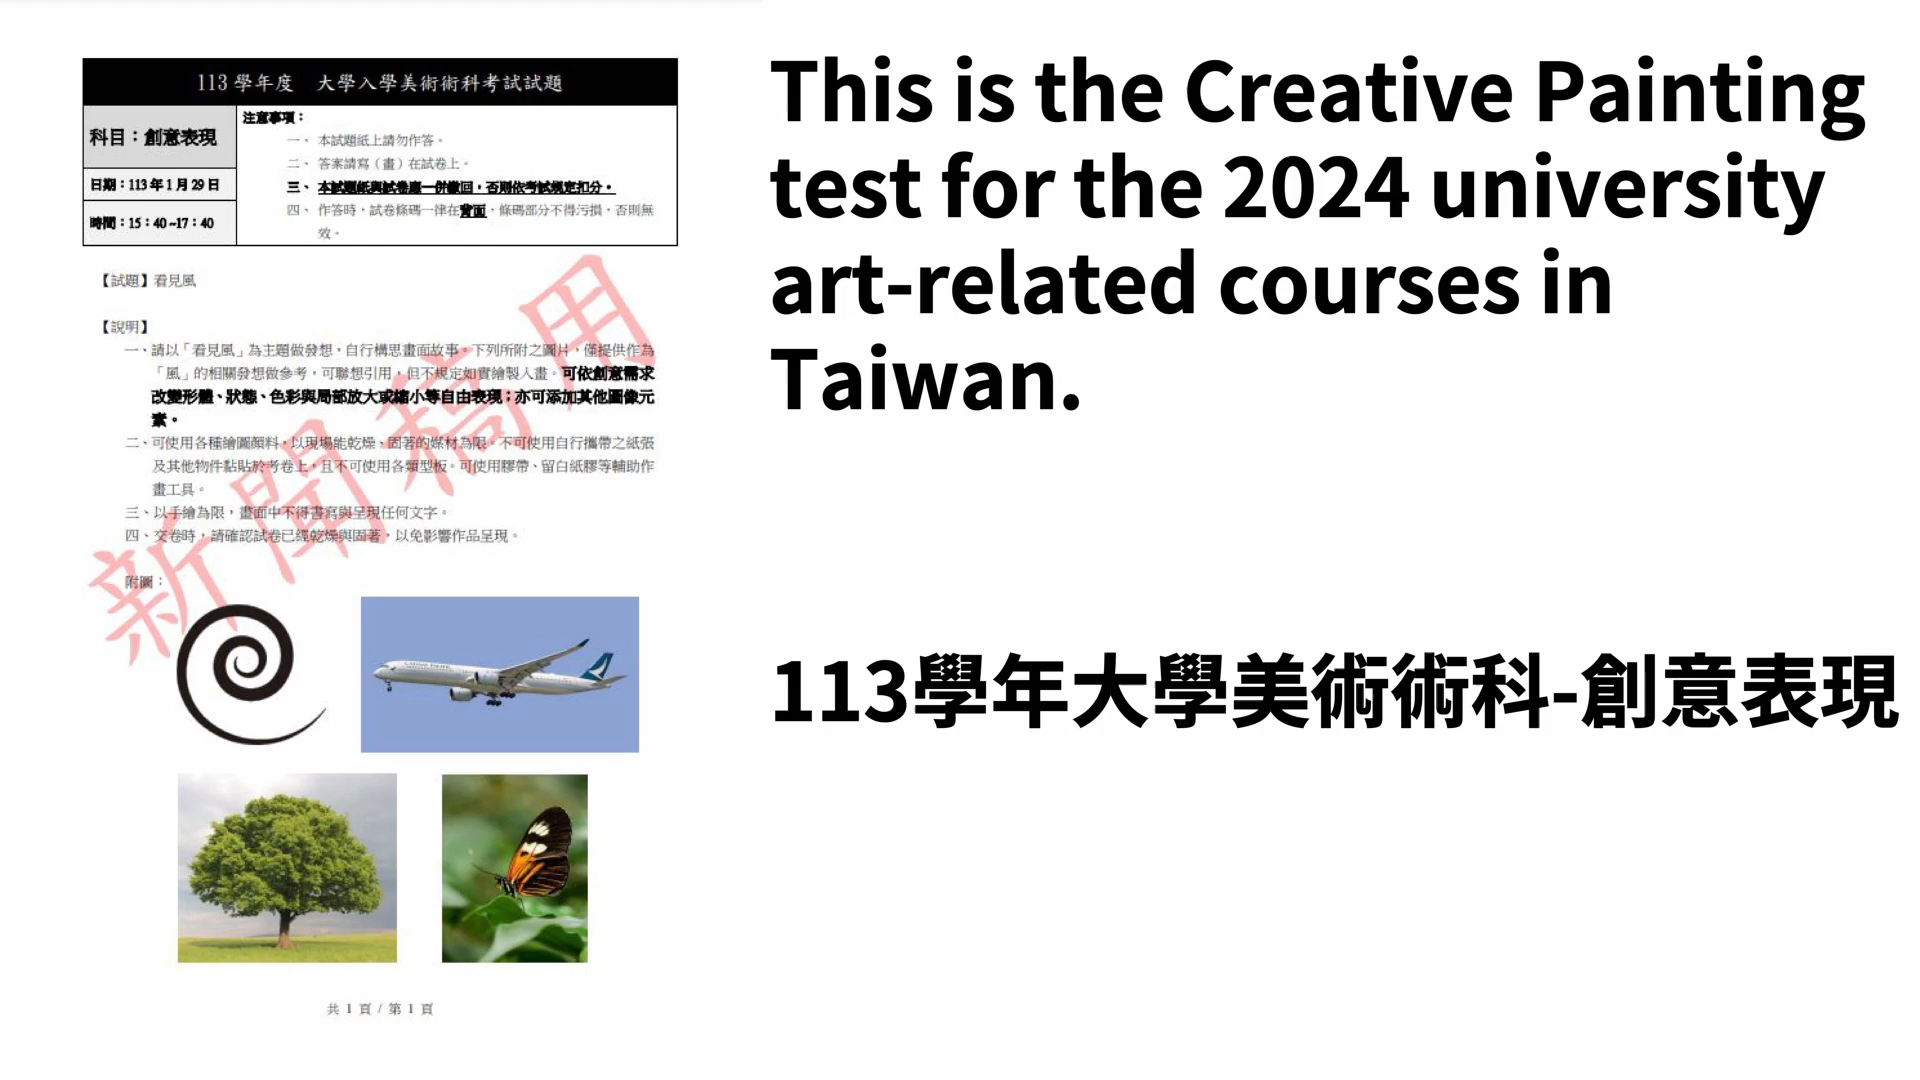 113 學年度 大學入學美術術科考試試題
科目：創意表現
日期：113 年 1 月 29 日
時間：15：40 ~17：40
注意事項：
一、 本試題紙上請勿作答。
二、 答案請寫（畫）在試卷上。
三、 本試題紙與試卷應一併繳回，否則依考試規定扣分。
四、 作答時，試卷條碼一律在背面，條碼部分不得污損，否則無
效。
【試題】看見風
【說明】
一、請以「看見風」為主題做發想，自行構思畫面故事。下列所附之圖片，僅提供作為
「風」的相關發想做參考，可聯想引用，但不規定如實繪製入畫。可依創意需求
改變形體、狀態、色彩與局部放大或縮小等自由表現；亦可添加其他圖像元
素。
二、可使用各種繪圖顏料，以現場能乾燥、固著的媒材為限，不可使用自行攜帶之紙張
及其他物件黏貼於考卷上，且不可使用各類型板。可使用膠帶、留白紙膠等輔助作
畫工具。
三、以手繪為限，畫面中不得書寫與呈現任何文字。
四、交卷時，請確認試卷已經乾燥與固著，以免影響作品呈現。
附圖：
新聞稿用
CATHAY PACIFIC
共 1 頁 / 第 1 頁
This is the Creative Painting
test for the 2024 university
art-related courses in
Taiwan.
113學年大學美術術科-創意表現